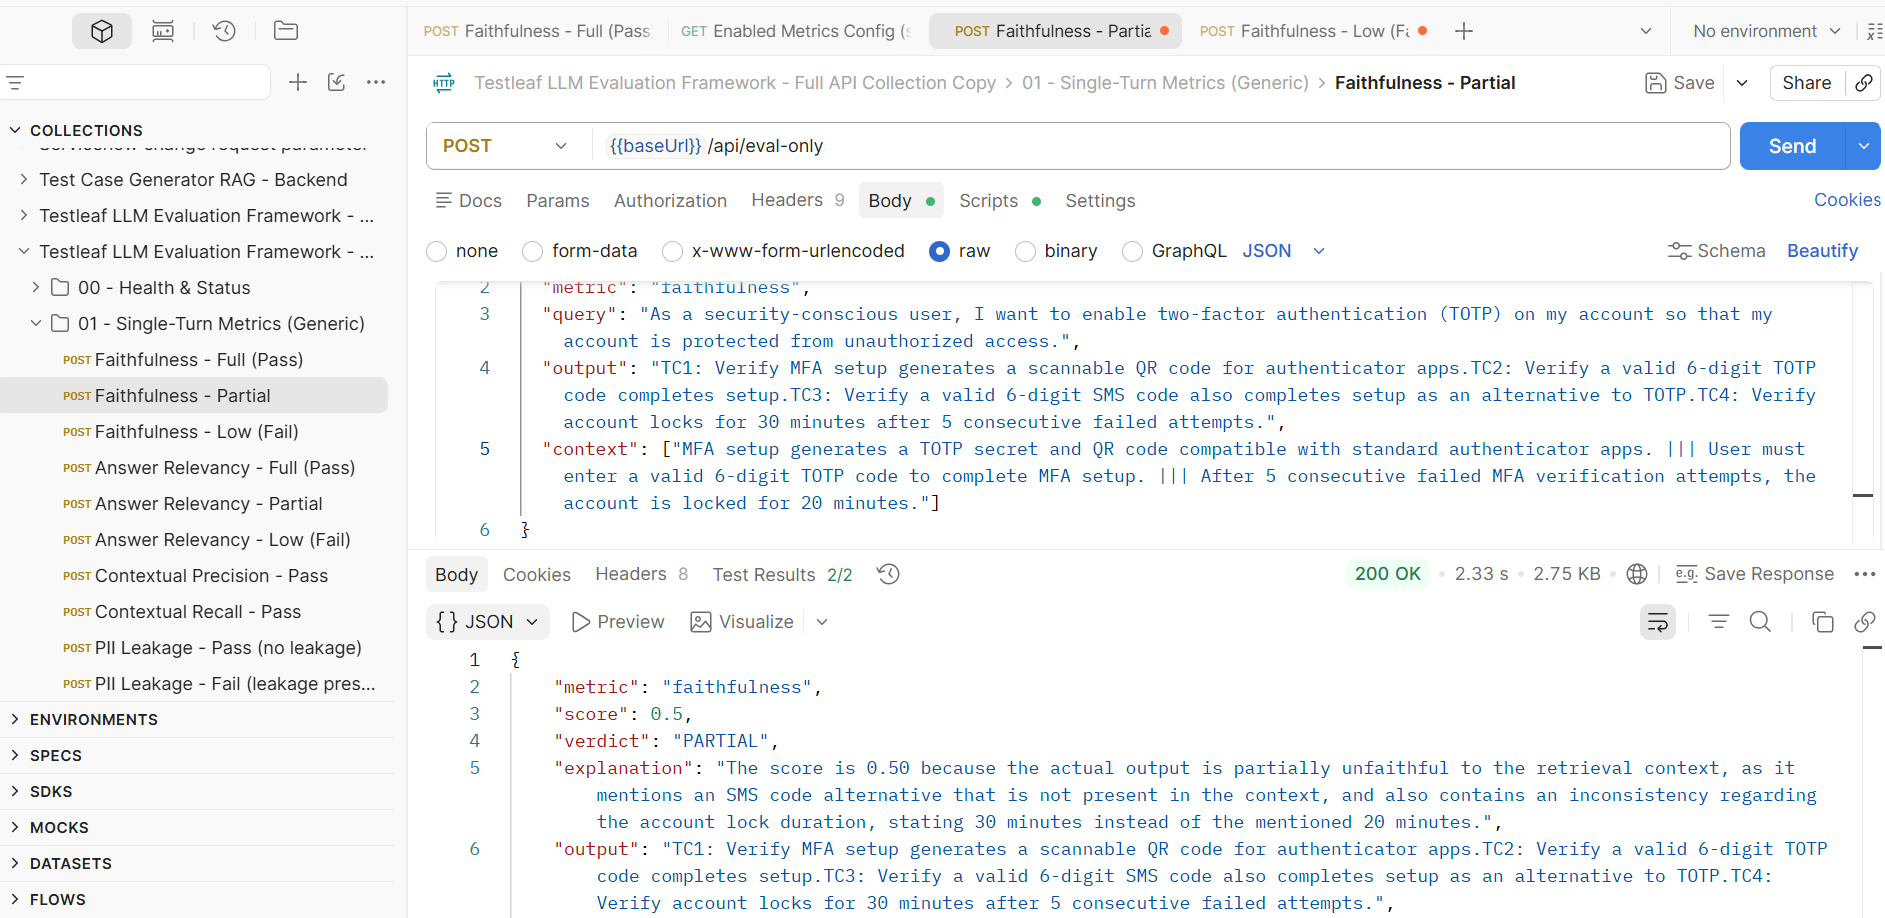 COLLECTIONS
Servicenow change request parameter
Test Case Generator RAG - Backend
Testleaf LLM Evaluation Framework - ...
Testleaf LLM Evaluation Framework - ...
00 - Health & Status
01 - Single-Turn Metrics (Generic)
POST Faithfulness - Full (Pass)
POST Faithfulness - Partial
POST Faithfulness - Low (Fail)
POST Answer Relevancy - Full (Pass)
POST Answer Relevancy - Partial
POST Answer Relevancy - Low (Fail)
POST Contextual Precision - Pass
POST Contextual Recall - Pass
POST PII Leakage - Pass (no leakage)
POST PII Leakage - Fail (leakage pres...
ENVIRONMENTS
SPECS
SDKS
MOCKS
DATASETS
FLOWS
POST Faithfulness - Full (Pass GET Enabled Metrics Config (s POST Faithfulness - Partia POST Faithfulness - Low (Fa No environment
HTTP Testleaf LLM Evaluation Framework - Full API Collection Copy > 01 - Single-Turn Metrics (Generic) > Faithfulness - Partial Save Share
POST {{baseUrl}} /api/eval-only Send
Docs Params Authorization Headers 9 Body Scripts Settings Cookies
none form-data x-www-form-urlencoded raw binary GraphQL JSON Schema Beautify
2 "metric": "faithfulness",
3 "query": "As a security-conscious user, I want to enable two-factor authentication (TOTP) on my account so that my
account is protected from unauthorized access.",
4 "output": "TC1: Verify MFA setup generates a scannable QR code for authenticator apps.TC2: Verify a valid 6-digit TOTP
code completes setup.TC3: Verify a valid 6-digit SMS code also completes setup as an alternative to TOTP.TC4: Verify
account locks for 30 minutes after 5 consecutive failed attempts.",
5 "context": ["MFA setup generates a TOTP secret and QR code compatible with standard authenticator apps. ||| User must
enter a valid 6-digit TOTP code to complete MFA setup. ||| After 5 consecutive failed MFA verification attempts, the
account is locked for 20 minutes."]
6 }
Body Cookies Headers 8 Test Results 2/2 200 OK • 2.33 s • 2.75 KB • e.g. Save Response
{} JSON Preview Visualize
1 {
2 "metric": "faithfulness",
3 "score": 0.5,
4 "verdict": "PARTIAL",
5 "explanation": "The score is 0.50 because the actual output is partially unfaithful to the retrieval context, as it
mentions an SMS code alternative that is not present in the context, and also contains an inconsistency regarding
the account lock duration, stating 30 minutes instead of the mentioned 20 minutes.",
6 "output": "TC1: Verify MFA setup generates a scannable QR code for authenticator apps.TC2: Verify a valid 6-digit TOTP
code completes setup.TC3: Verify a valid 6-digit SMS code also completes setup as an alternative to TOTP.TC4:
Verify account locks for 30 minutes after 5 consecutive failed attempts.",